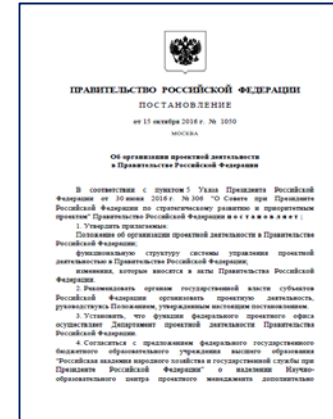 ПРАВИТЕЛЬСТВО РОССИЙСКОЙ ФЕДЕРАЦИИ
ПОСТАНОВЛЕНИЕ
от 15 октября 2016 г. № 1050
МОСКВА
Об организации проектной деятельности
в Правительстве Российской Федерации
В соответствии с пунктом 5 Указа Президента Российской
Федерации от 30 июня 2016 г. № 306 "О Совете при Президенте
Российской Федерации по стратегическому развитию и приоритетным
проектам" Правительство Российской Федерации п о с т а н о в л я е т :
1. Утвердить прилагаемые:
Положение об организации проектной деятельности в Правительстве
Российской Федерации;
функциональную структуру системы управления проектной
деятельностью в Правительстве Российской Федерации;
изменения, которые вносятся в акты Правительства Российской
Федерации.
2. Рекомендовать органам государственной власти субъектов
Российской Федерации организовать проектную деятельность,
руководствуясь Положением, утвержденным настоящим постановлением.
3. Установить, что функции федерального проектного офиса
осуществляет Департамент проектной деятельности Правительства
Российской Федерации.
4. Согласиться с предложением федерального государственного
бюджетного образовательного учреждения высшего образования
"Российская академия народного хозяйства и государственной службы при
Президенте Российской Федерации" о наделении Научно-
образовательного центра проектного менеджмента дополнительно